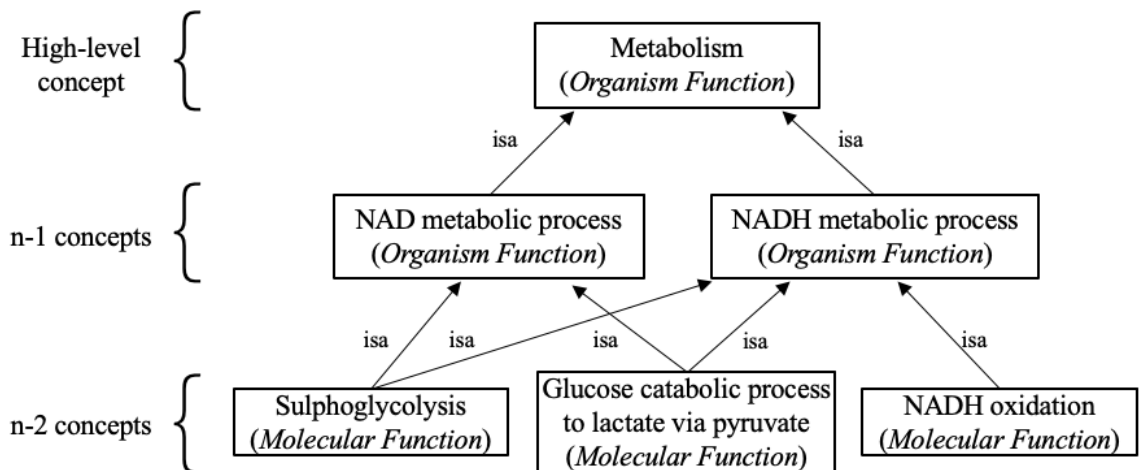 High-level
concept
Metabolism
(Organism Function)
isa
isa
n-1 concepts
NAD metabolic process
(Organism Function)
NADH metabolic process
(Organism Function)
isa
isa
isa
isa
isa
n-2 concepts
Sulphoglycolysis
(Molecular Function)
Glucose catabolic process
to lactate via pyruvate
(Molecular Function)
NADH oxidation
(Molecular Function)